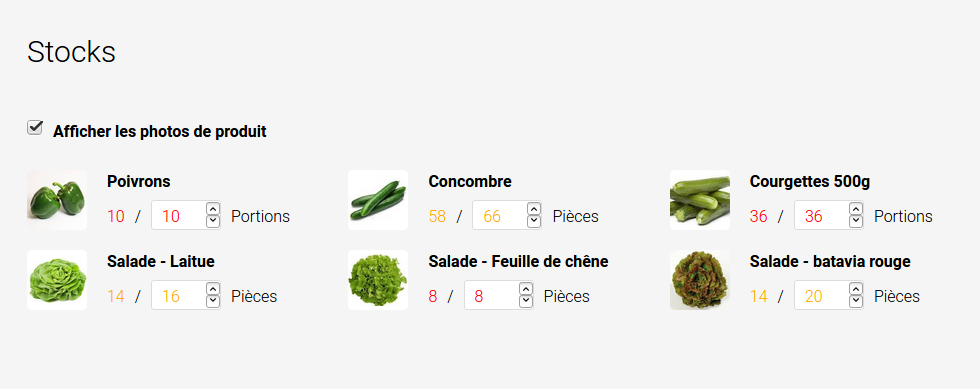 Stocks
Afficher les photos de produit
Poivrons
10 / 10 Portions
Concombre
58 / 66 Pièces
Courgettes 500g
36 / 36 Portions
Salade - Laitue
14 / 16 Pièces
Salade - Feuille de chêne
8 / 8 Pièces
Salade - batavia rouge
14 / 20 Pièces